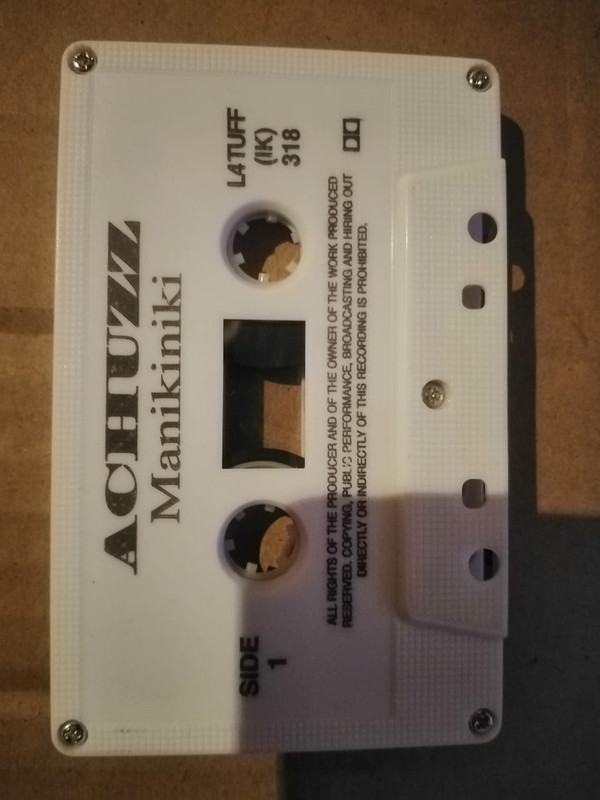 ACHUZZZ
Manikiniki
L4TUFF
(IK)
318
SIDE
1
ALL RIGHTS OF THE PRODUCER AND OF THE OWNER OF THE WORK PRODUCED
RESERVED. COPYING, PUBLIC PERFORMANCE, BROADCASTING AND HIRING OUT
DIRECTLY OR INDIRECTLY OF THIS RECORDING IS PROHIBITED.